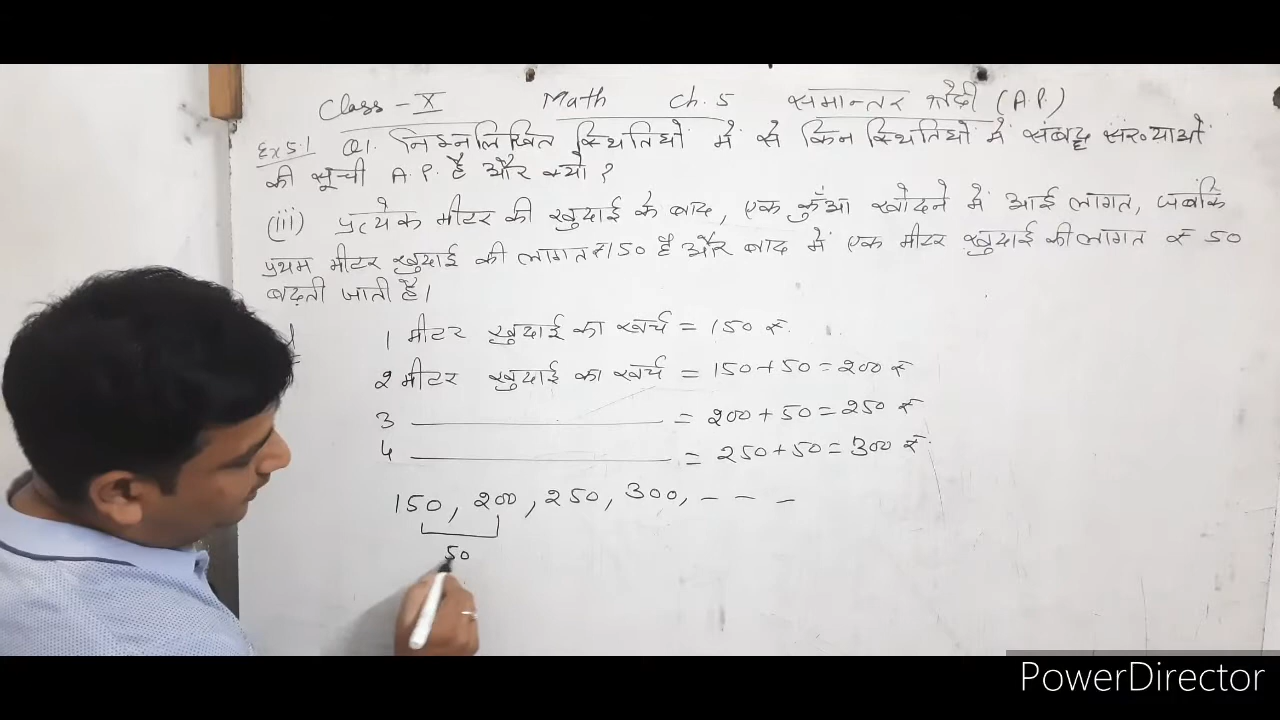 Class - X Math Ch. 5 समान्तर श्रेढ़ी (A.P.)
Ex 5.1 Q1. निम्नलिखित स्थितियों में से किन स्थितियों में संबद्ध संख्याओं
की सूची A.P. है और क्यों ?
(iii) प्रत्येक मीटर की खुदाई के बाद, एक कुँआ खोदने में आई लागत, जबकि
प्रथम मीटर खुदाई की लागत ₹150 है और बाद में एक मीटर खुदाई की लागत ₹ 50
बढ़ती जाती है।
1 मीटर खुदाई का खर्च = 150 ₹.
2 मीटर खुदाई का खर्च = 150+50 = 200 ₹
3 ———— = 200 + 50 = 250 ₹
4 ———— = 250+50 = 300 ₹.
150, 200, 250, 300, - - -
50
PowerDirector